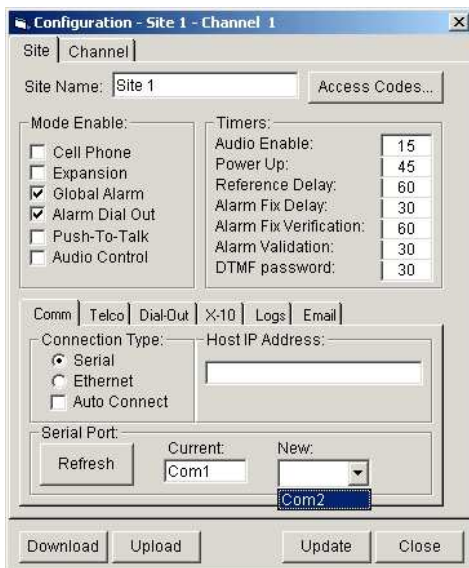 Configuration - Site 1 - Channel 1
Site Channel
Site Name: Site 1 Access Codes...
Mode Enable:
Cell Phone
Expansion
Global Alarm
Alarm Dial Out
Push-To-Talk
Audio Control
Timers:
Audio Enable: 15
Power Up: 45
Reference Delay: 60
Alarm Fix Delay: 30
Alarm Fix Verification: 60
Alarm Validation: 30
DTMF password: 30
Comm Telco Dial-Out X-10 Logs Email
Connection Type:
Serial
Ethernet
Auto Connect
Host IP Address:
Serial Port:
Refresh
Current:
Com1
New:
Com2
Download Upload Update Close